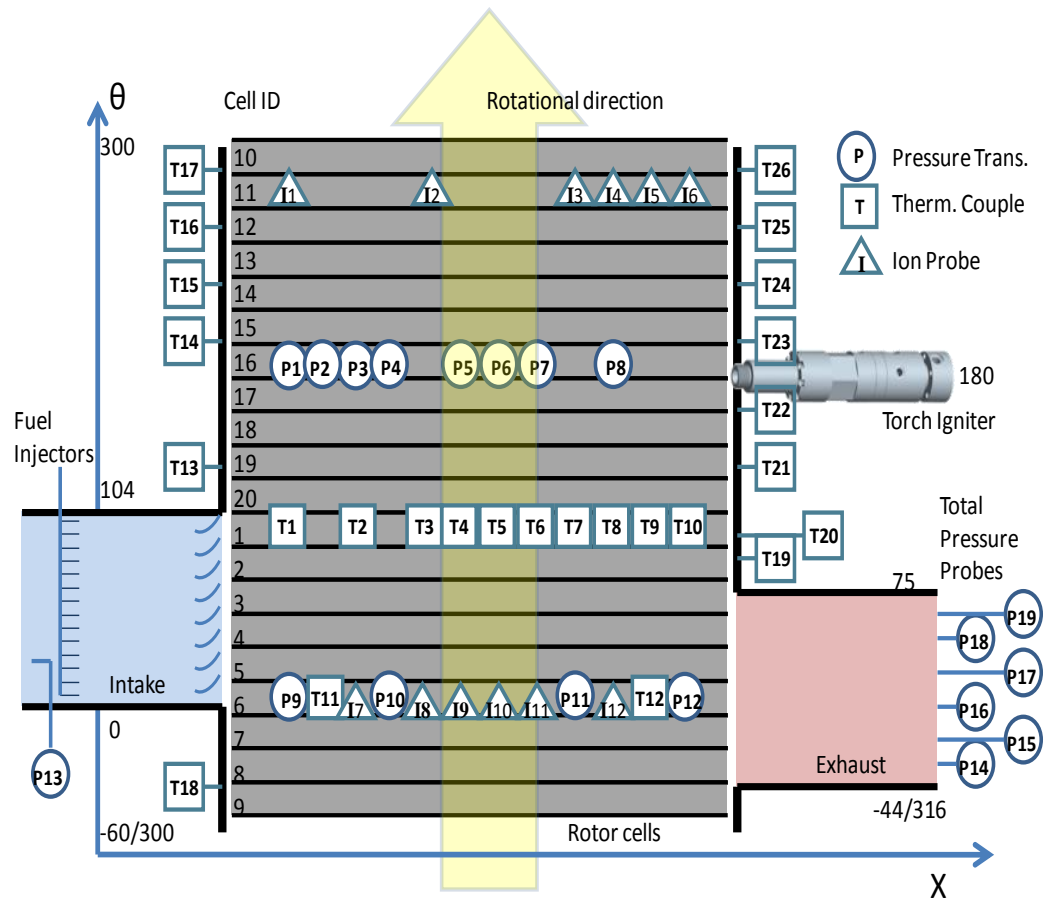 θ
Cell ID
Rotational direction
300
10
T17
T26
P
Pressure Trans.
11
I1
I2
I3
I4
I5
I6
T
Therm. Couple
12
T16
T25
13
I
Ion Probe
T15
14
T24
15
T14
T23
16
P1
P2
P3
P4
P5
P6
P7
P8
180
17
T22
Torch Igniter
Fuel
Injectors
18
T13
19
T21
104
20
Total
Pressure
Probes
T1
T2
T3
T4
T5
T6
T7
T8
T9
T10
T20
1
T19
2
75
3
P19
4
P18
5
P17
Intake
P9
T11
I7
P10
I8
I9
I10
I11
P11
I12
T12
P12
6
P16
0
7
P15
P13
8
P14
T18
Exhaust
9
-44/316
-60/300
Rotor cells
X